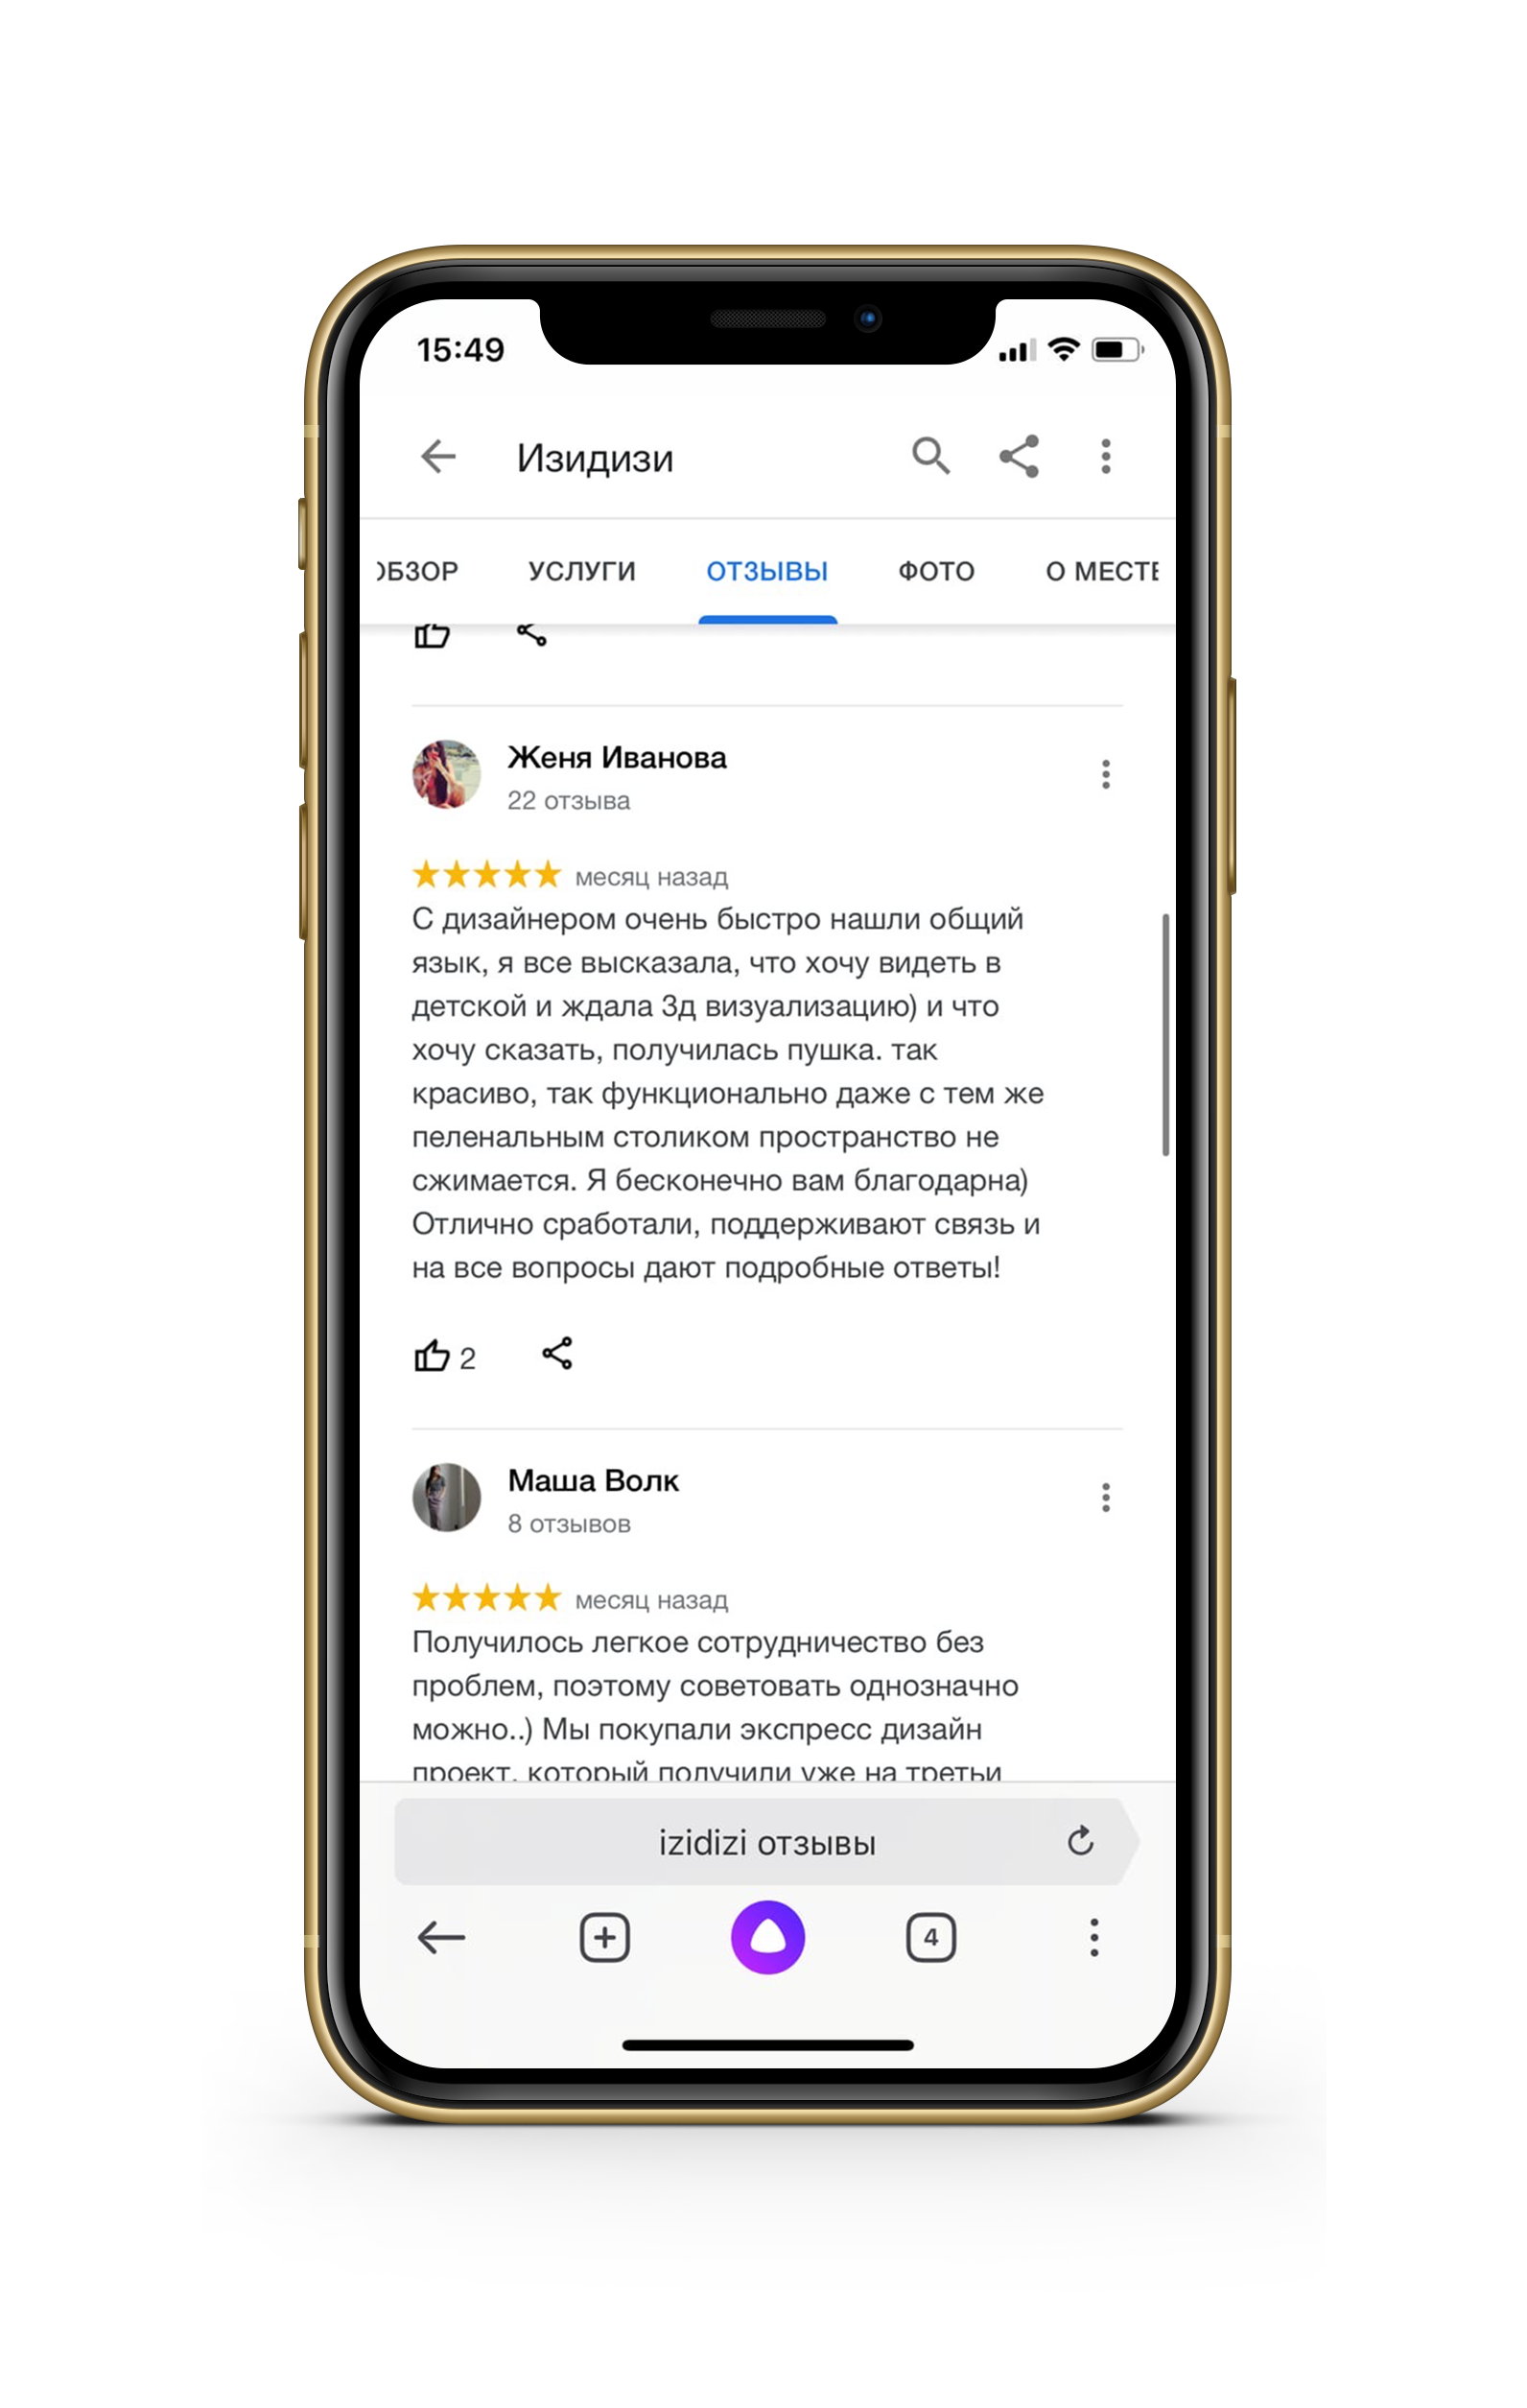 15:49
Изидизи
ОБЗОР УСЛУГИ ОТЗЫВЫ ФОТО О МЕСТЕ
Женя Иванова
22 отзыва
месяц назад
С дизайнером очень быстро нашли общий
язык, я все высказала, что хочу видеть в
детской и ждала 3д визуализацию) и что
хочу сказать, получилась пушка. так
красиво, так функционально даже с тем же
пеленальным столиком пространство не
сжимается. Я бесконечно вам благодарна)
Отлично сработали, поддерживают связь и
на все вопросы дают подробные ответы!
2
Маша Волк
8 отзывов
месяц назад
Получилось легкое сотрудничество без
проблем, поэтому советовать однозначно
можно..) Мы покупали экспресс дизайн
проект, который получили уже на третьи
izidizi отзывы
4